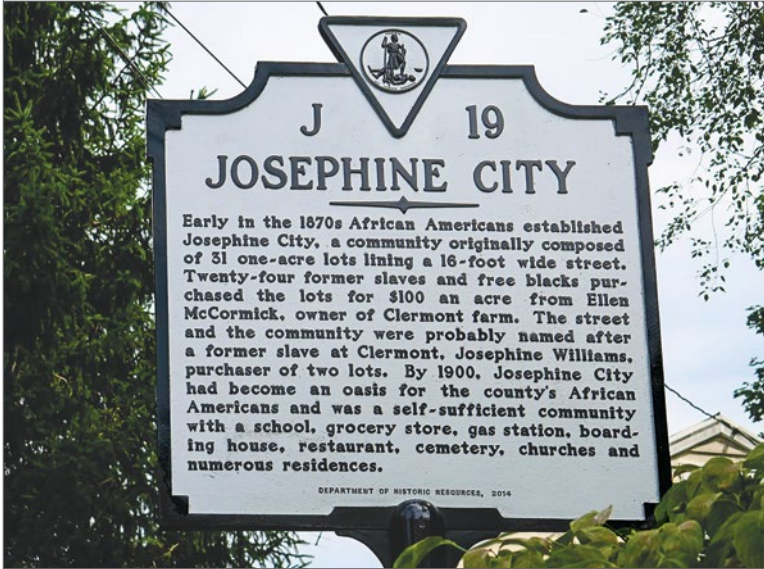 J 19
JOSEPHINE CITY
Early in the 1870s African Americans established
Josephine City, a community originally composed
of 31 one-acre lots lining a 16-foot wide street.
Twenty-four former slaves and free blacks pur-
chased the lots for $100 an acre from Ellen
McCormick, owner of Clermont farm. The street
and the community were probably named after
a former slave at Clermont, Josephine Williams,
purchaser of two lots. By 1900, Josephine City
had become an oasis for the county's African
Americans and was a self-sufficient community
with a school, grocery store, gas station, board-
ing house, restaurant, cemetery, churches and
numerous residences.
DEPARTMENT OF HISTORIC RESOURCES, 2014